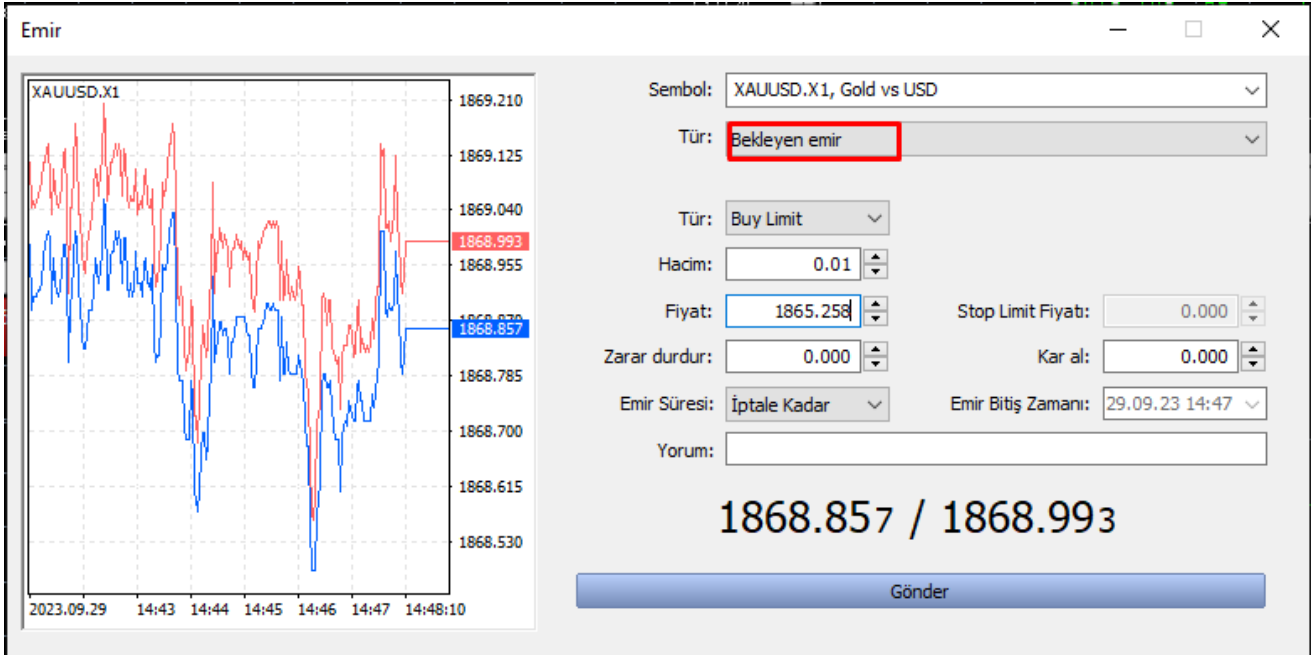 Emir
XAUUSD.X1
1869.210
1869.125
1869.040
1868.993
1868.955
1868.857
1868.785
1868.700
1868.615
1868.530
2023.09.29 14:43 14:44 14:45 14:46 14:47 14:48:10
Sembol: XAUUSD.X1, Gold vs USD
Tür: Bekleyen emir
Tür: Buy Limit
Hacim: 0.01
Fiyat: 1865.258 Stop Limit Fiyatı: 0.000
Zarar durdur: 0.000 Kar al: 0.000
Emir Süresi: İptale Kadar Emir Bitiş Zamanı: 29.09.23 14:47
Yorum:
1868.857 / 1868.993
Gönder